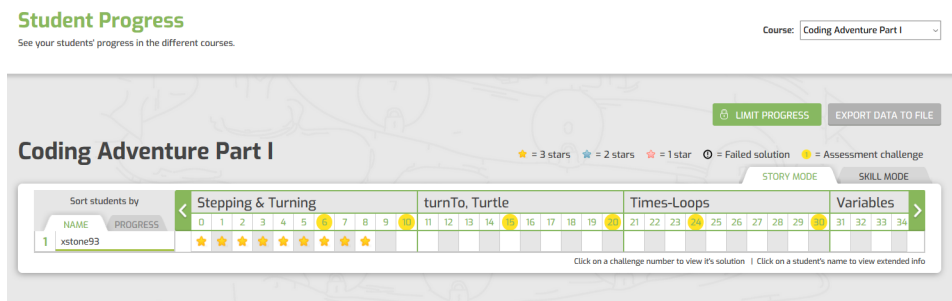 Student Progress
See your students' progress in the different courses.
Course: Coding Adventure Part I
LIMIT PROGRESS
EXPORT DATA TO FILE
Coding Adventure Part I
= 3 stars = 2 stars = 1 star = Failed solution = Assessment challenge
STORY MODE SKILL MODE
Sort students by
NAME PROGRESS
Stepping & Turning turnTo, Turtle Times-Loops Variables
0 1 2 3 4 5 6 7 8 9 10 11 12 13 14 15 16 17 18 19 20 21 22 23 24 25 26 27 28 29 30 31 32 33 34
1 xstone93
Click on a challenge number to view it's solution | Click on a student's name to view extended info